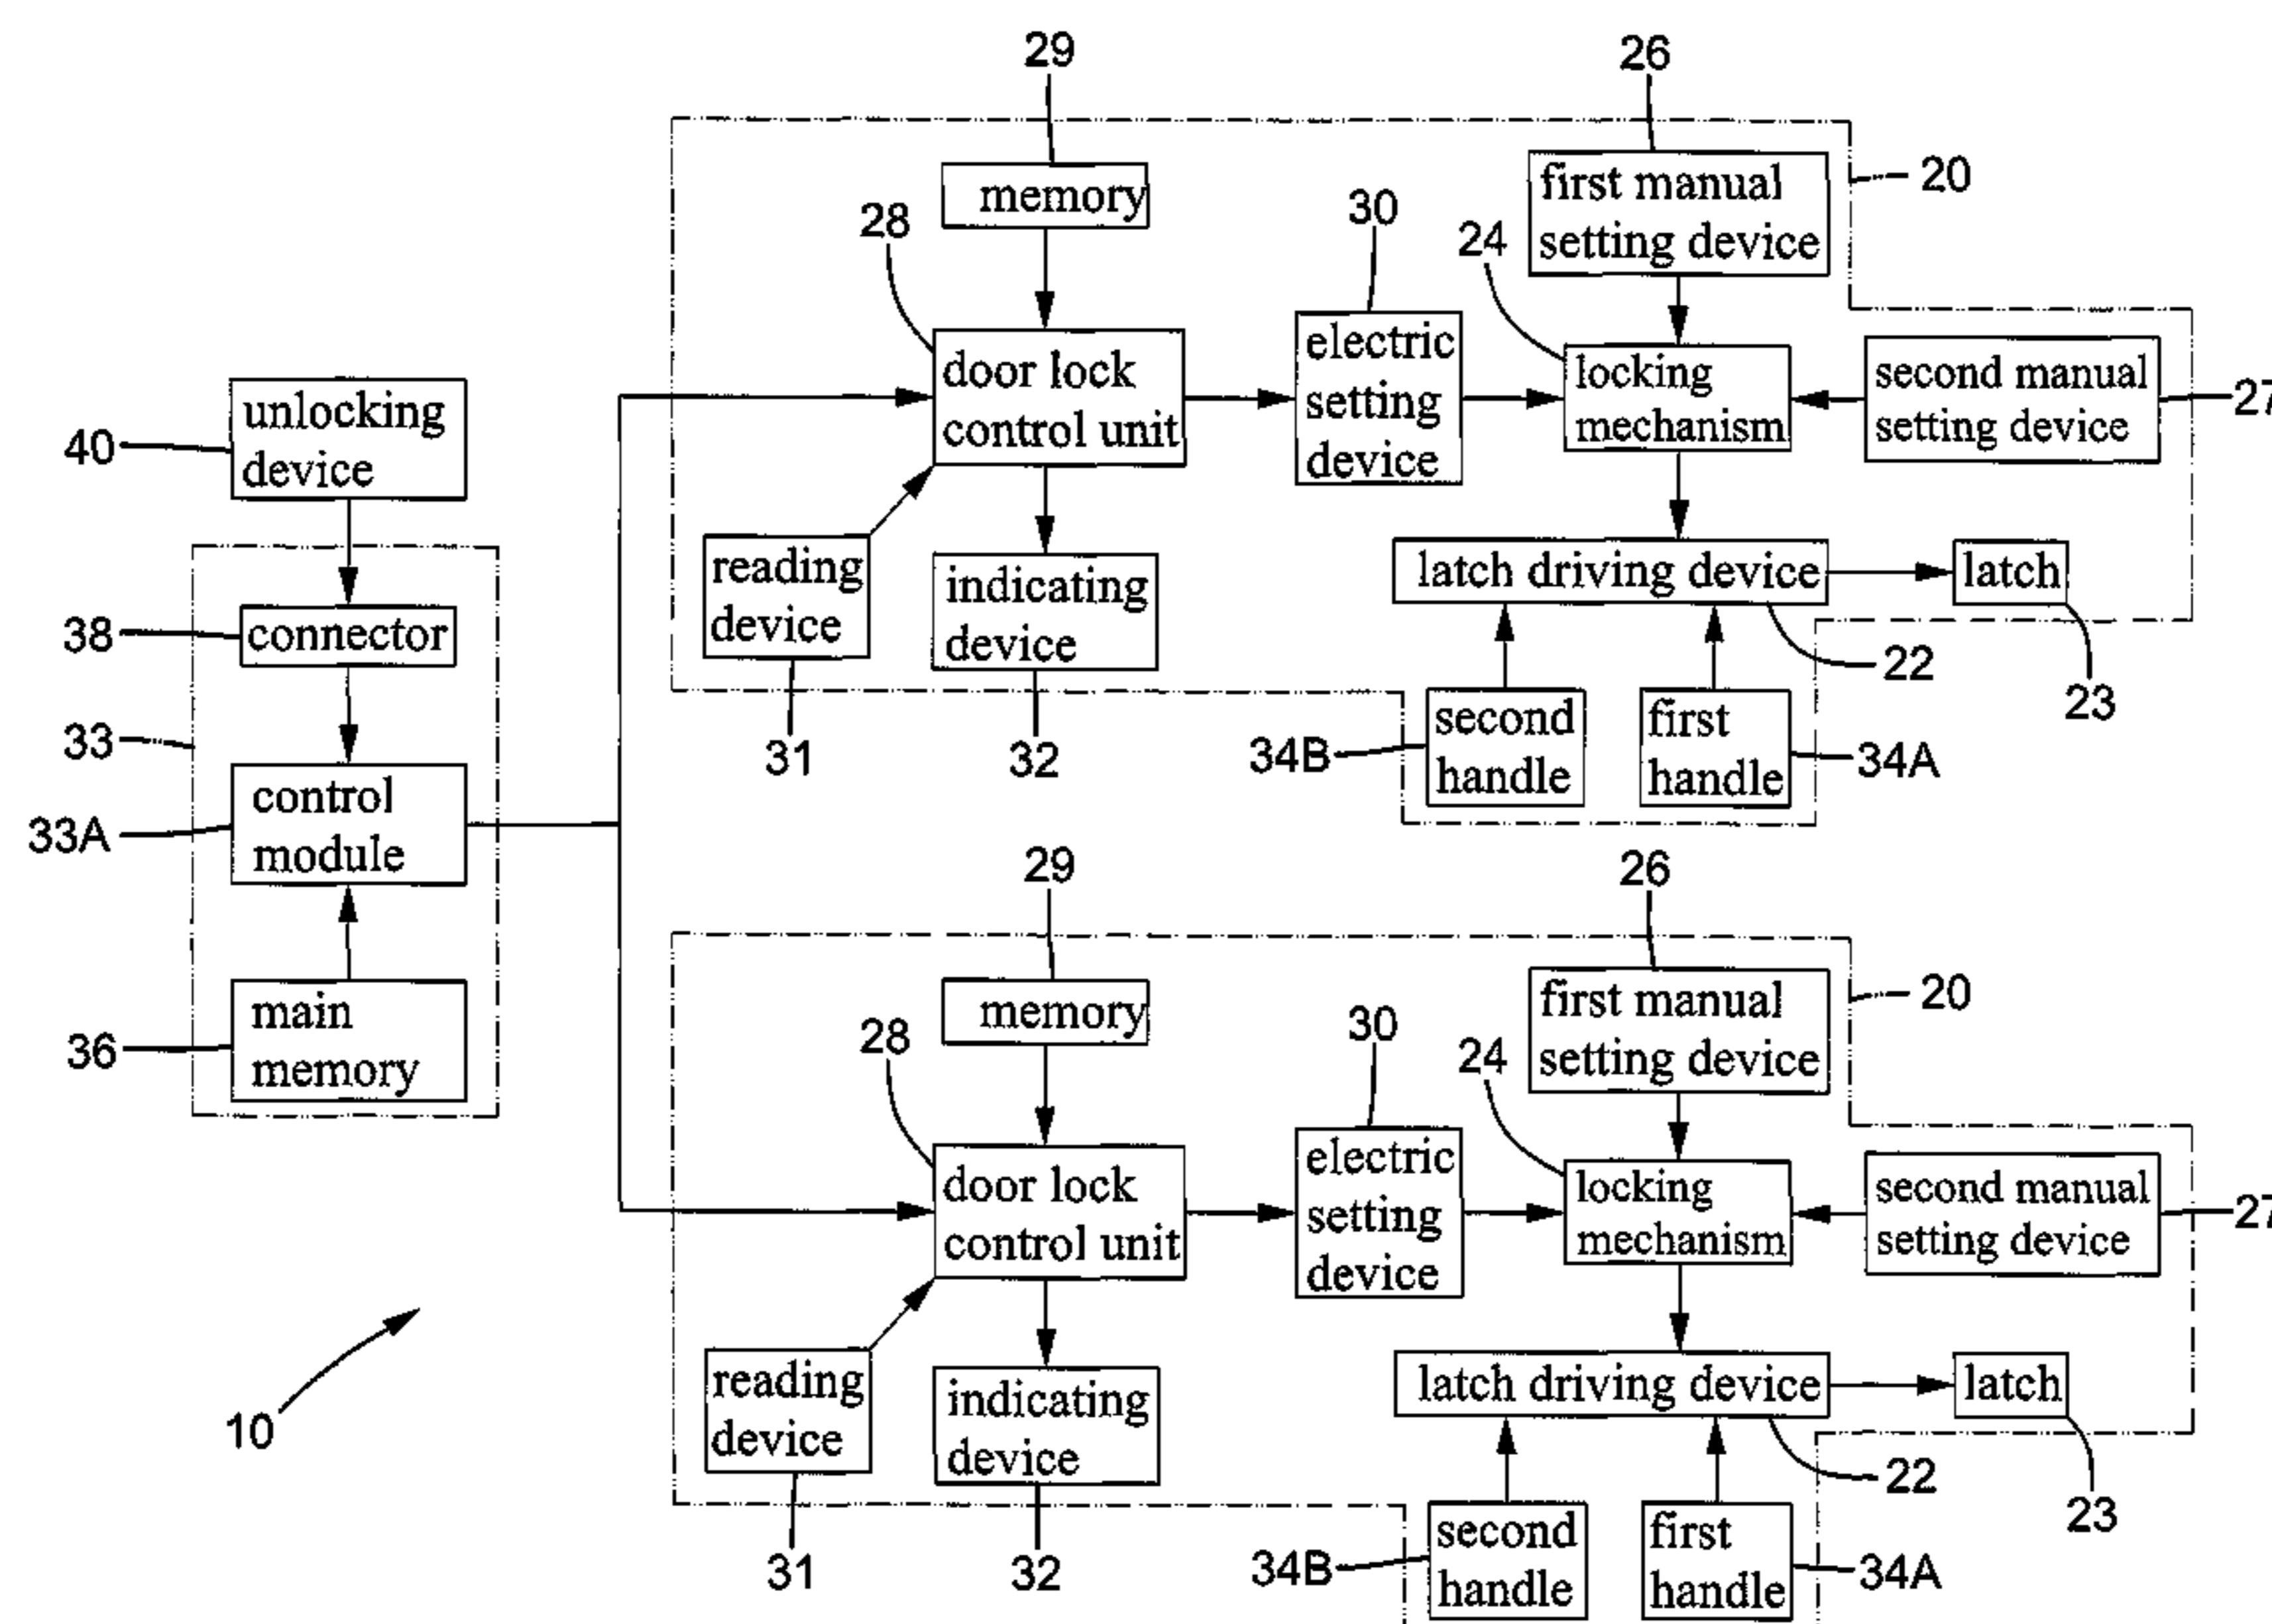 29
26
20
memory
first manual
setting device
28
30
24
door lock
control unit
electric
setting
device
locking
mechanism
second manual
setting device
27
unlocking
device
40
reading
device
indicating
device
latch driving device
latch
38
connector
31
32
22
23
33
34B
second
handle
first
handle
34A
33A
control
module
29
26
20
memory
first manual
setting device
36
main
memory
28
30
24
door lock
control unit
electric
setting
device
locking
mechanism
second manual
setting device
27
10
reading
device
indicating
device
latch driving device
latch
31
32
22
23
34B
second
handle
first
handle
34A